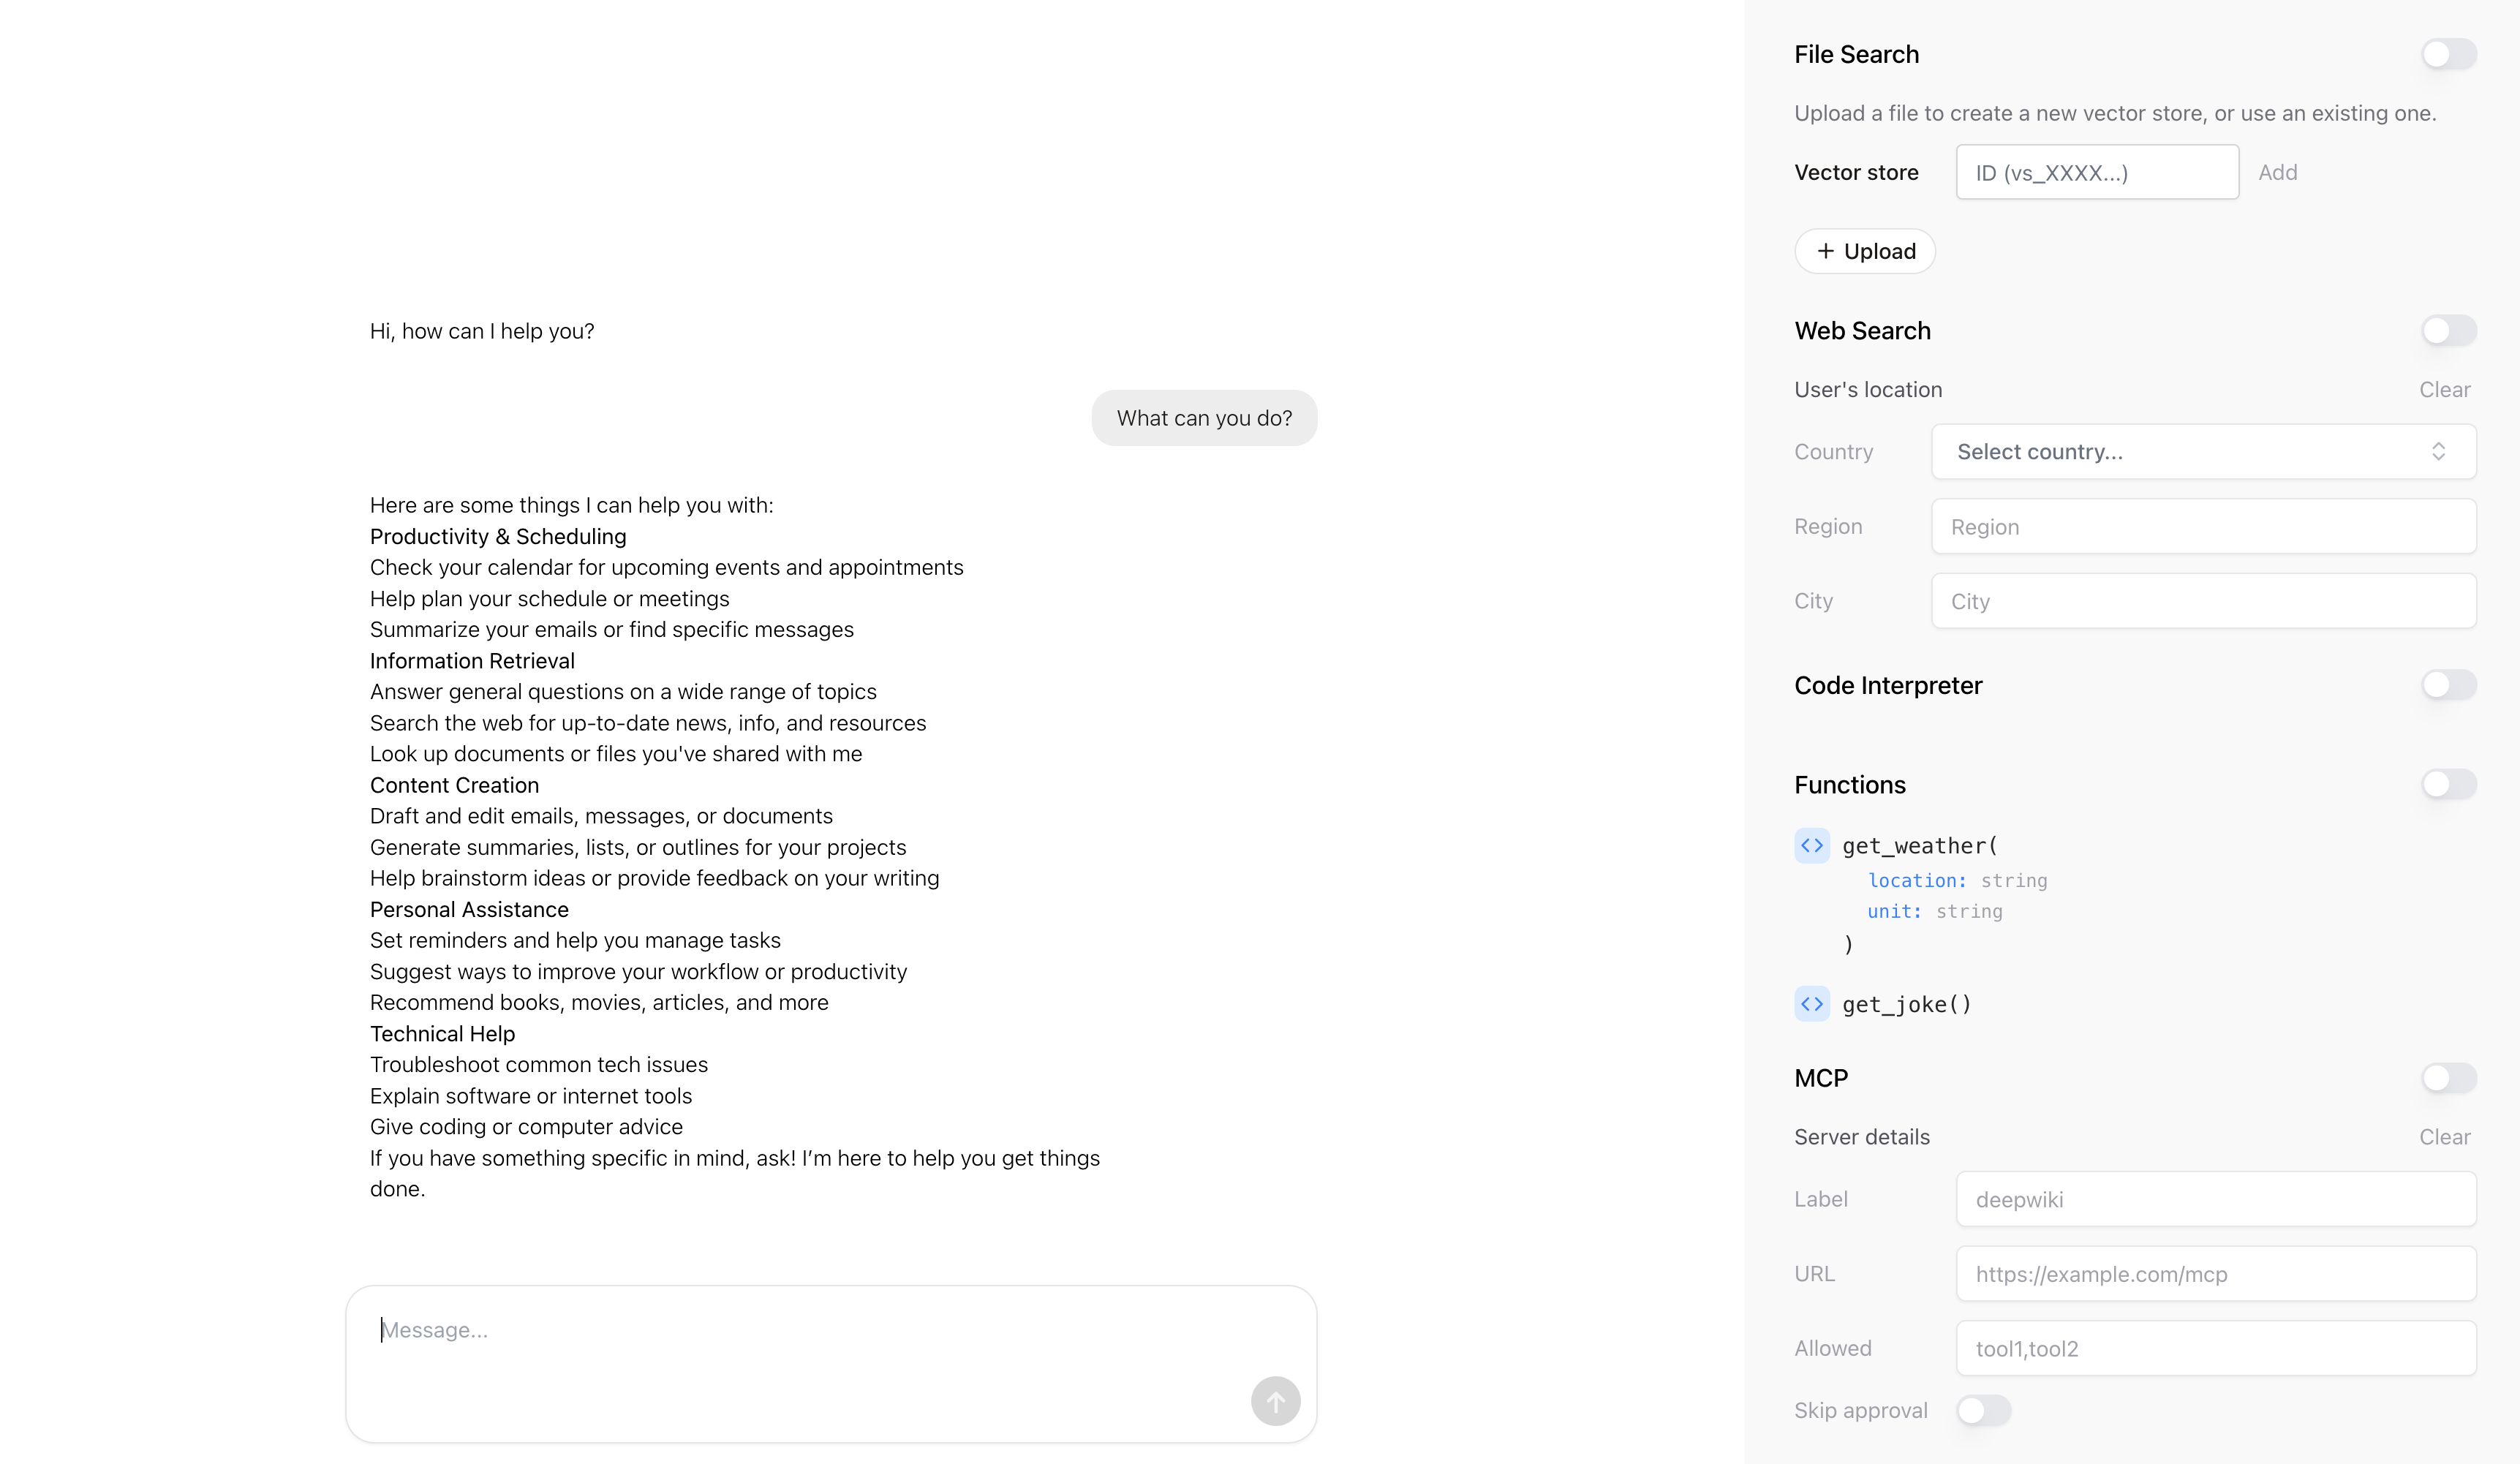 Hi, how can I help you?
What can you do?
Here are some things I can help you with:
Productivity & Scheduling
Check your calendar for upcoming events and appointments
Help plan your schedule or meetings
Summarize your emails or find specific messages
Information Retrieval
Answer general questions on a wide range of topics
Search the web for up-to-date news, info, and resources
Look up documents or files you've shared with me
Content Creation
Draft and edit emails, messages, or documents
Generate summaries, lists, or outlines for your projects
Help brainstorm ideas or provide feedback on your writing
Personal Assistance
Set reminders and help you manage tasks
Suggest ways to improve your workflow or productivity
Recommend books, movies, articles, and more
Technical Help
Troubleshoot common tech issues
Explain software or internet tools
Give coding or computer advice
If you have something specific in mind, ask! I’m here to help you get things
done.
Message...
File Search
Upload a file to create a new vector store, or use an existing one.
Vector store ID (vs_XXXX...) Add
+ Upload
Web Search
User's location Clear
Country Select country...
Region Region
City City
Code Interpreter
Functions
<> get_weather(
location: string
unit: string
)
<> get_joke()
MCP
Server details Clear
Label deepwiki
URL https://example.com/mcp
Allowed tool1,tool2
Skip approval